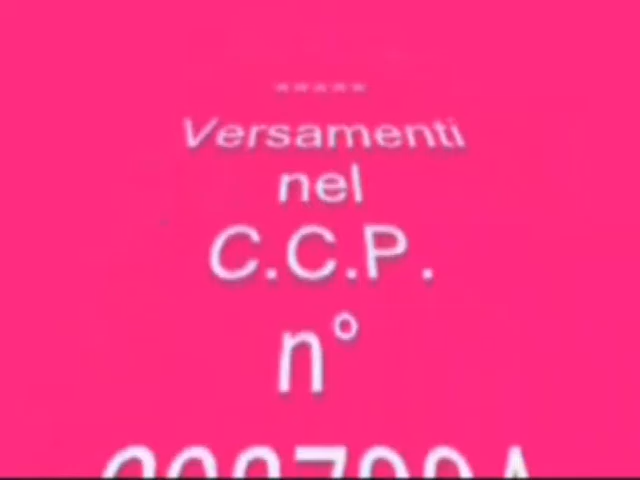 -----
Versamenti
nel
C.C.P.
n°